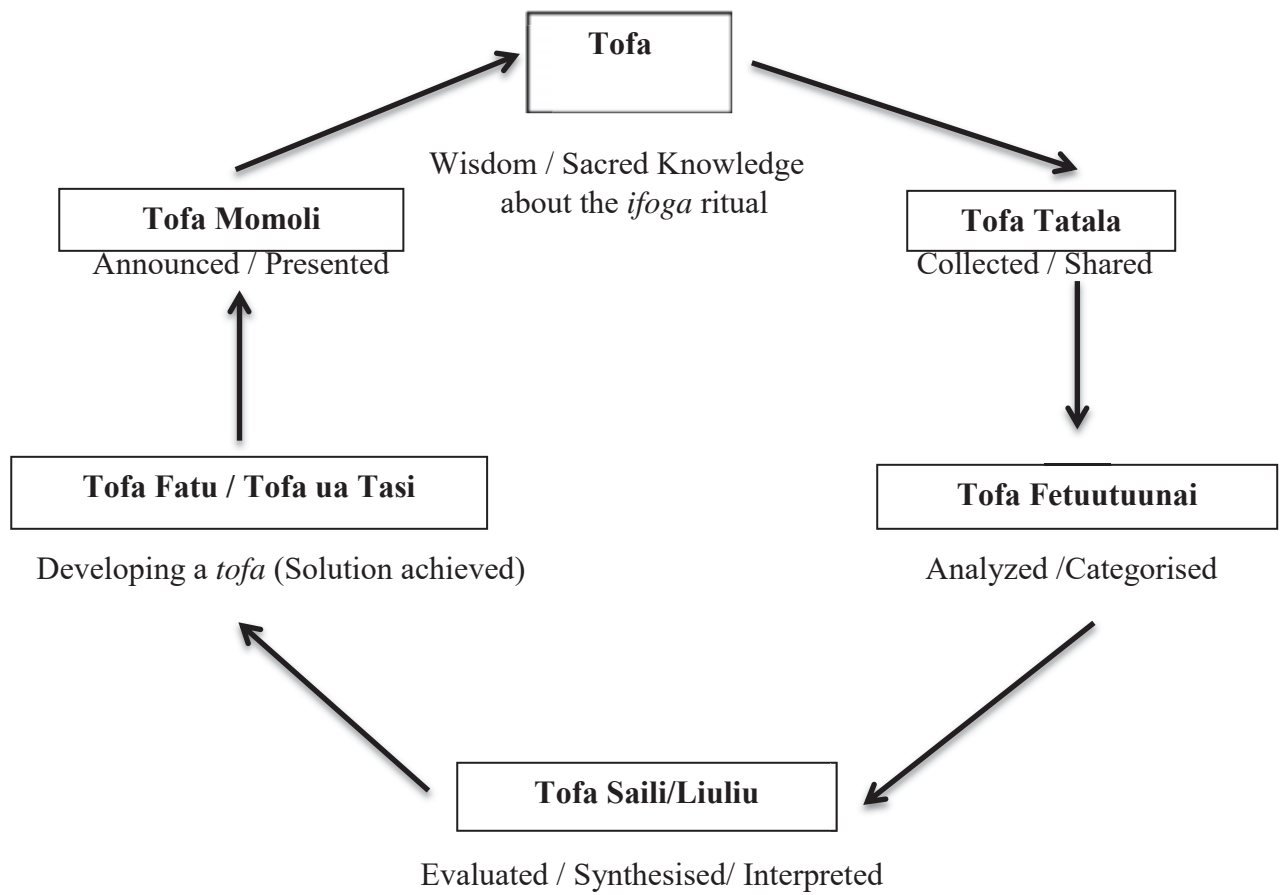 Tofa
Wisdom / Sacred Knowledge
about the ifoga ritual
Tofa Momoli
Announced / Presented
Tofa Tatala
Collected / Shared
Tofa Fatu / Tofa ua Tasi
Developing a tofa (Solution achieved)
Tofa Fetuutuunai
Analyzed /Categorised
Tofa Saili/Liuliu
Evaluated / Synthesised/ Interpreted